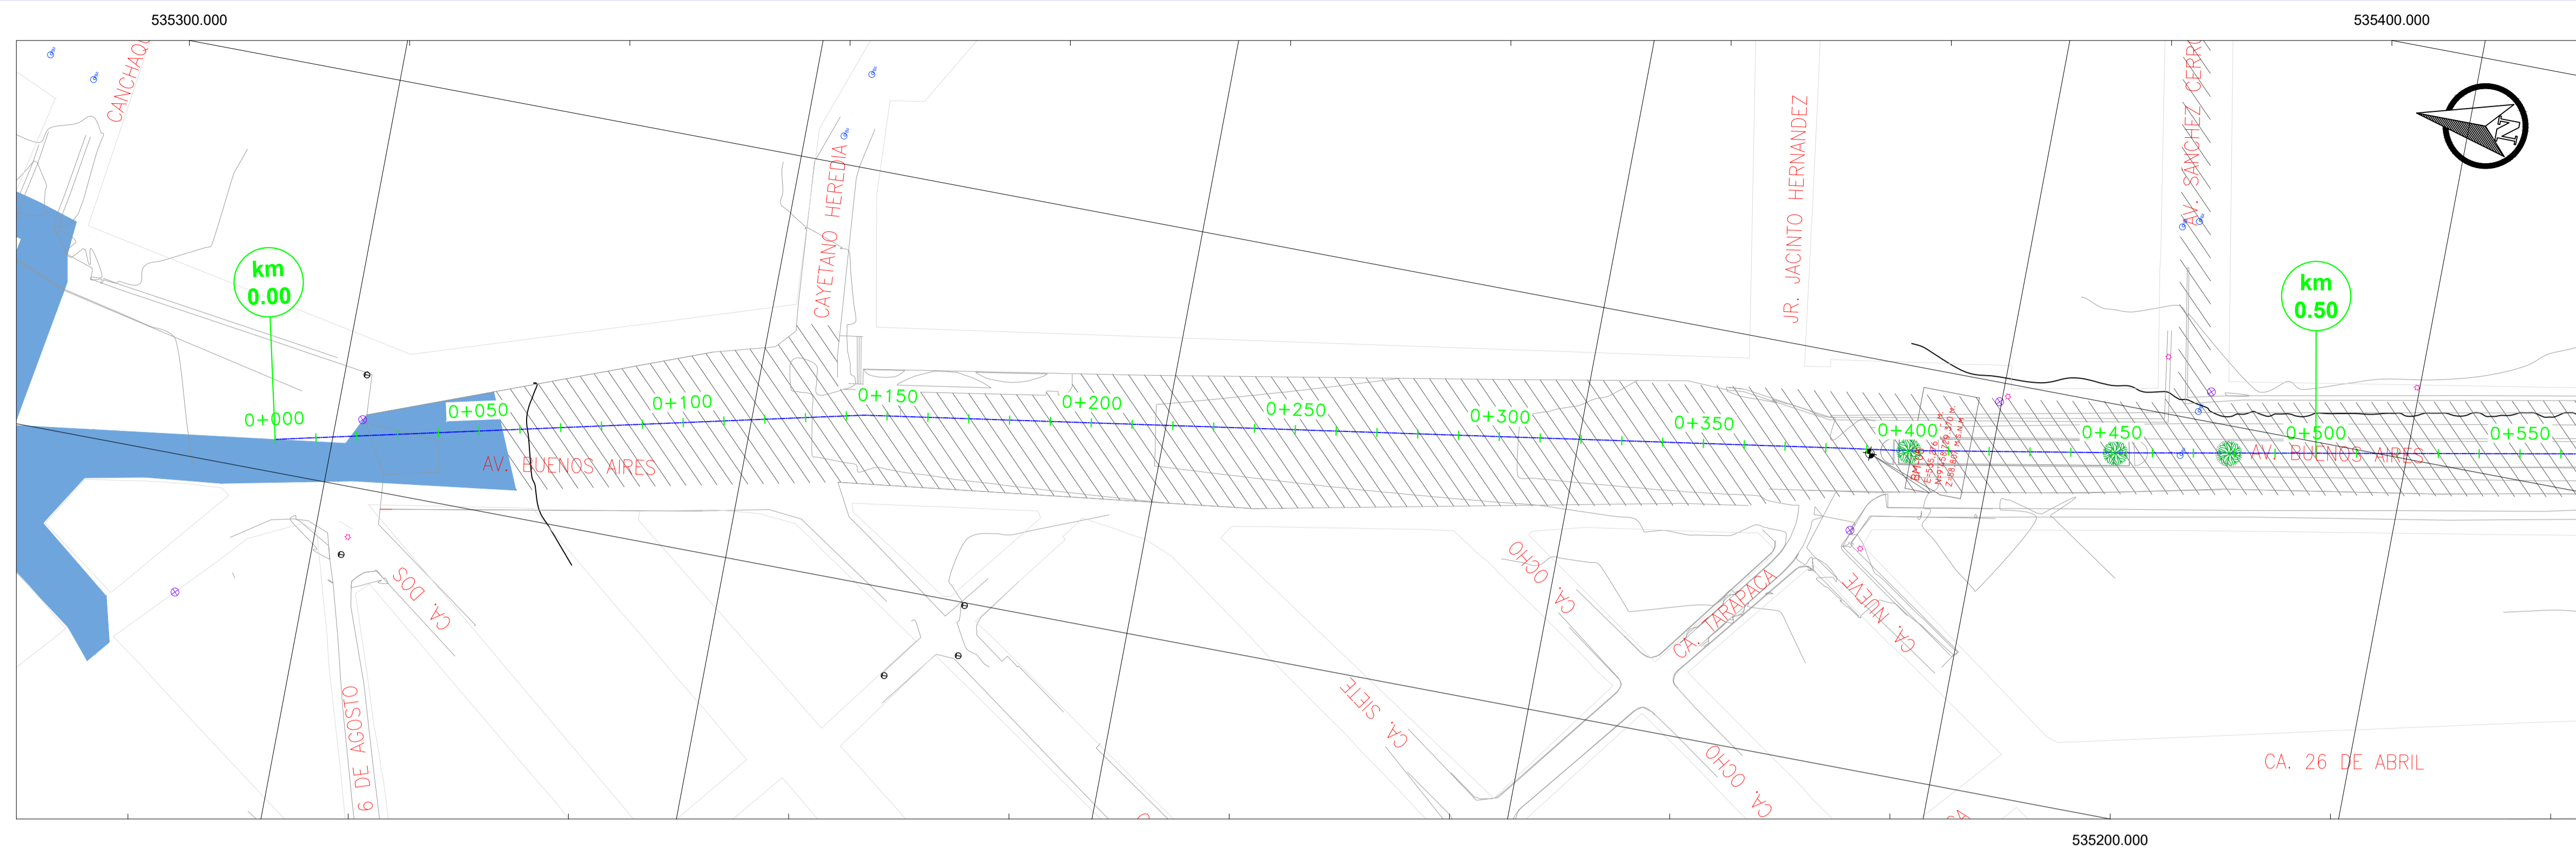 535300.000
535400.000
CANCHAQU
CAYETANO HEREDIA
JR. JACINTO HERNANDEZ
AV. SANCHEZ CERRO
N
km
0.00
km
0.50
0+000
0+050
0+100
0+150
0+200
0+250
0+300
0+350
0+400
0+450
0+500
0+550
AV. BUENOS AIRES
AV. BUENOS AIRES
CA. DOS
6 DE AGOSTO
CA. OCHO
CA. TARAPACA
CA. NUEVE
CA. SIETE
CA. OCHO
CA. 26 DE ABRIL
535200.000